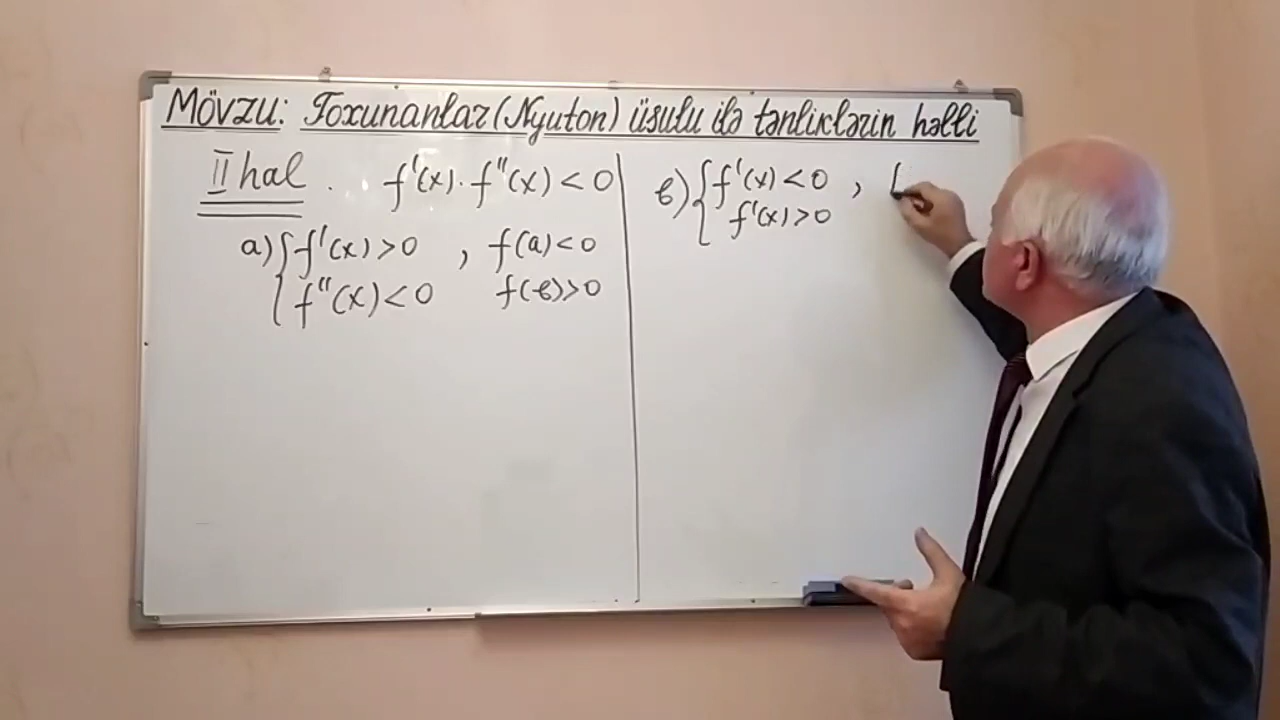 Mövzu: Toxunanlar (Nyuton) üsulu ilə tənliklərin həlli
II hal. f'(x)·f''(x)<0
a) { f'(x)>0 , f(a)<0
f''(x)<0 f(в)>0
в) { f'(x)<0 ,
f'(x)>0